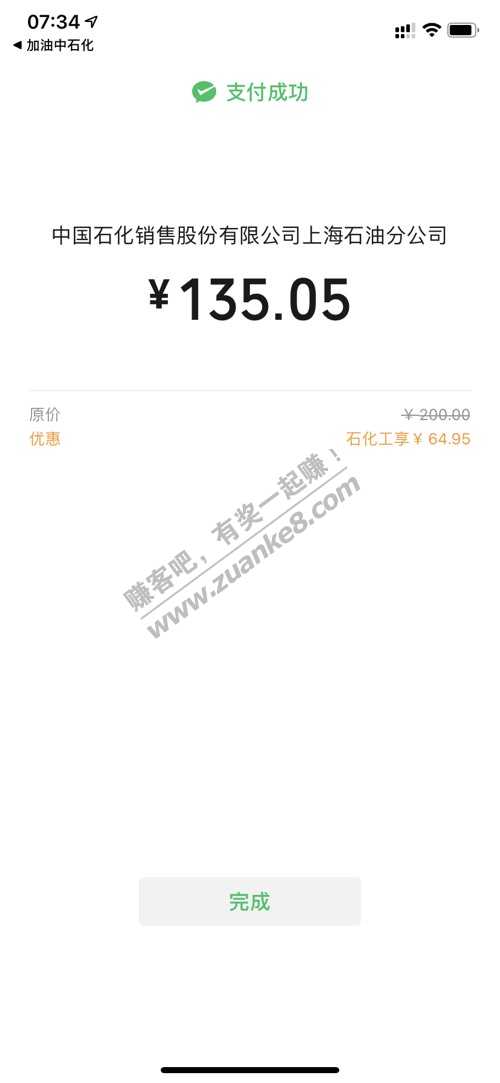 07:34
加油中石化
支付成功
中国石化销售股份有限公司上海石油分公司
¥135.05
原价 ¥ 200.00
优惠 石化工享¥ 64.95
赚客吧，有奖一起赚！
www.zuanke8.com
完成